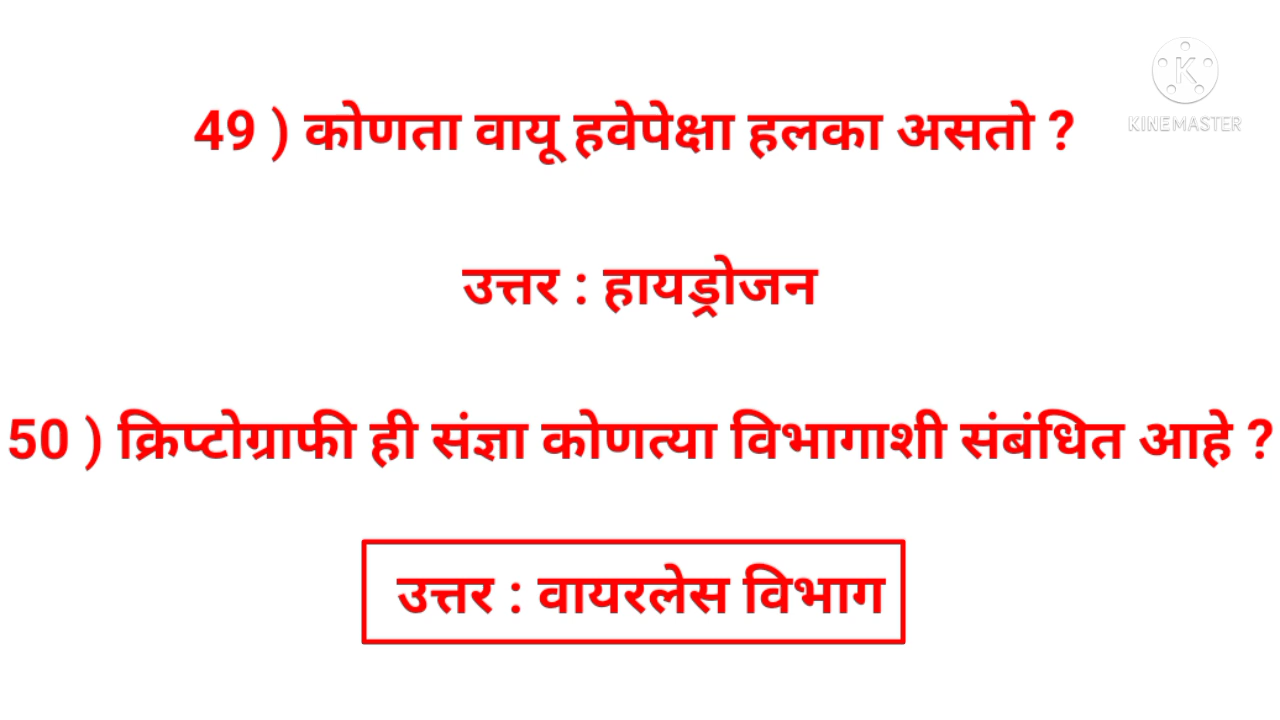 49 ) कोणता वायू हवेपेक्षा हलका असतो ?
उत्तर : हायड्रोजन
50 ) क्रिप्टोग्राफी ही संज्ञा कोणत्या विभागाशी संबंधित आहे ?
उत्तर : वायरलेस विभाग
K
KINEMASTER